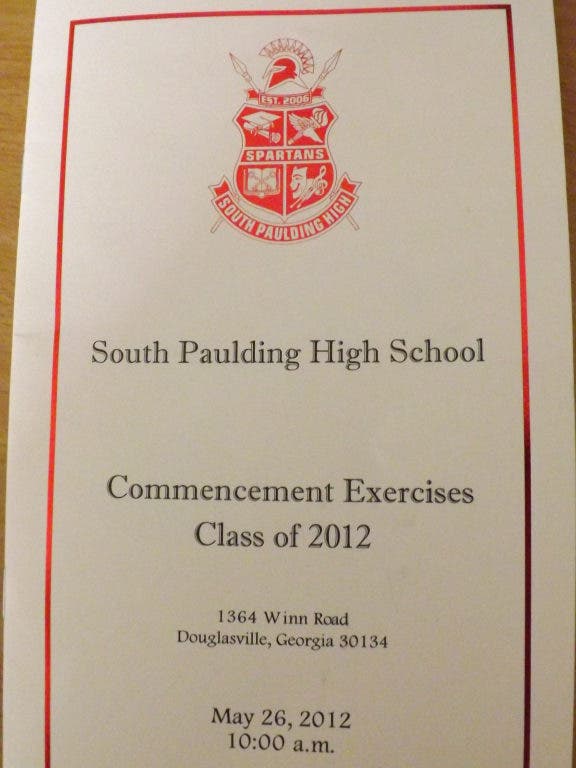 EST. 2006
SPARTANS
SOUTH PAULDING HIGH
South Paulding High School
Commencement Exercises
Class of 2012
1364 Winn Road
Douglasville, Georgia 30134
May 26, 2012
10:00 a.m.